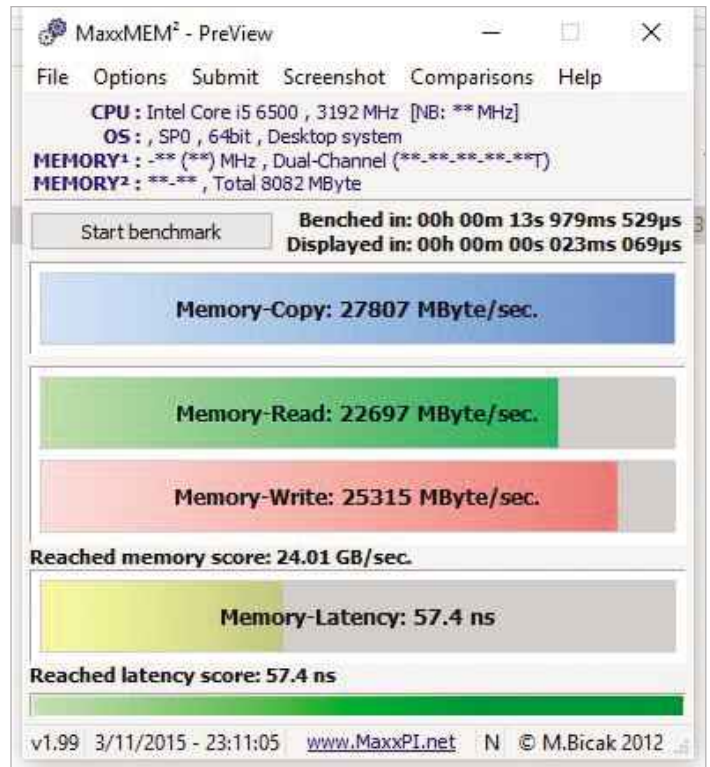 MaxxMEM² - PreView
File Options Submit Screenshot Comparisons Help
CPU : Intel Core i5 6500 , 3192 MHz [NB: ** MHz]
OS : , SP0 , 64bit , Desktop system
MEMORY¹ : -** (**) MHz , Dual-Channel (**-**-**-**-**T)
MEMORY² : **-** , Total 8082 MByte
Start benchmark
Benched in: 00h 00m 13s 979ms 529µs
Displayed in: 00h 00m 00s 023ms 069µs
Memory-Copy: 27807 MByte/sec.
Memory-Read: 22697 MByte/sec.
Memory-Write: 25315 MByte/sec.
Reached memory score: 24.01 GB/sec.
Memory-Latency: 57.4 ns
Reached latency score: 57.4 ns
v1.99 3/11/2015 - 23:11:05 www.MaxxPI.net N © M.Bicak 2012